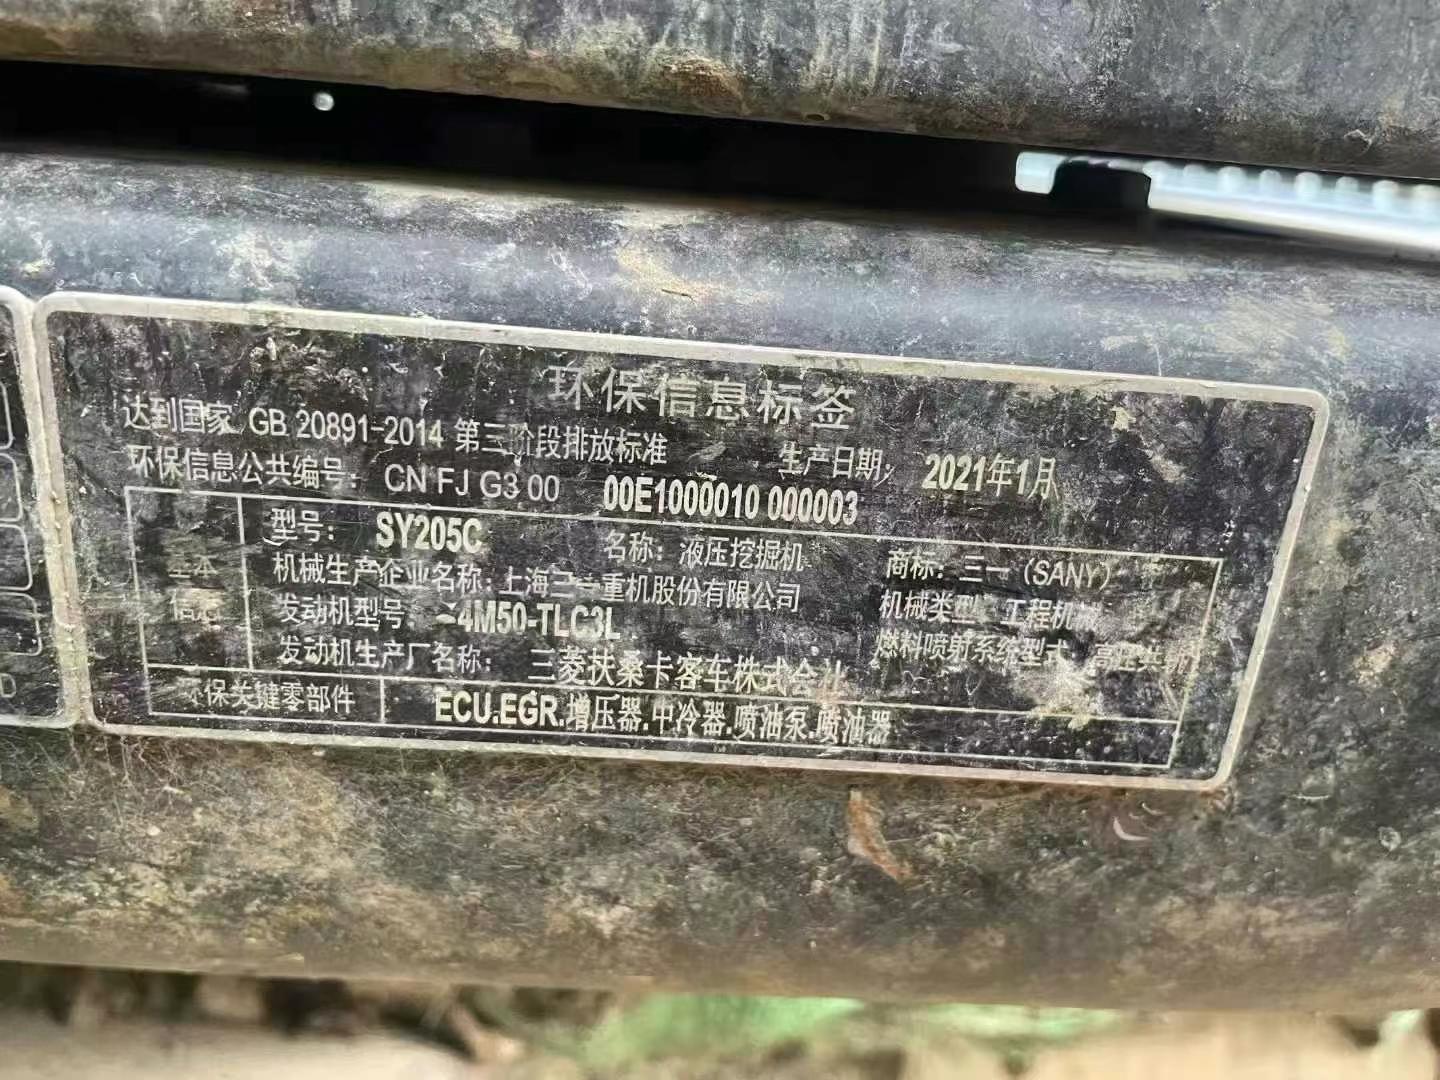 环保信息标签
达到国家 GB 20891-2014 第三阶段排放标准 生产日期: 2021年1月
环保信息公共编号: CN FJ G3 00 00E1000010 000003
基本信息
型号: SY205C 名称: 液压挖掘机 商标: 三一 (SANY)
机械生产企业名称: 上海三一重机股份有限公司 机械类型: 工程机械
发动机型号: 4M50-TLC3L 燃料喷射系统型式: 高压共轨
发动机生产厂名称: 三菱扶桑卡客车株式会社
环保关键零部件 ECU.EGR.增压器.中冷器.喷油泵.喷油器